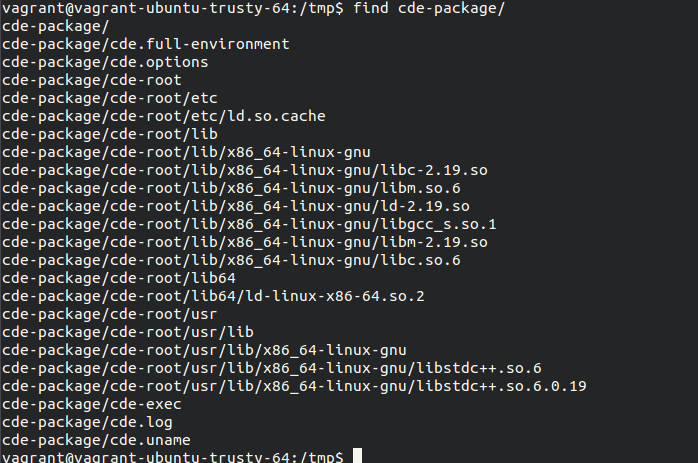 vagrant@vagrant-ubuntu-trusty-64:/tmp$ find cde-package/
cde-package/
cde-package/cde.full-environment
cde-package/cde.options
cde-package/cde-root
cde-package/cde-root/etc
cde-package/cde-root/etc/ld.so.cache
cde-package/cde-root/lib
cde-package/cde-root/lib/x86_64-linux-gnu
cde-package/cde-root/lib/x86_64-linux-gnu/libc-2.19.so
cde-package/cde-root/lib/x86_64-linux-gnu/libm.so.6
cde-package/cde-root/lib/x86_64-linux-gnu/ld-2.19.so
cde-package/cde-root/lib/x86_64-linux-gnu/libgcc_s.so.1
cde-package/cde-root/lib/x86_64-linux-gnu/libm-2.19.so
cde-package/cde-root/lib/x86_64-linux-gnu/libc.so.6
cde-package/cde-root/lib64
cde-package/cde-root/lib64/ld-linux-x86-64.so.2
cde-package/cde-root/usr
cde-package/cde-root/usr/lib
cde-package/cde-root/usr/lib/x86_64-linux-gnu
cde-package/cde-root/usr/lib/x86_64-linux-gnu/libstdc++.so.6
cde-package/cde-root/usr/lib/x86_64-linux-gnu/libstdc++.so.6.0.19
cde-package/cde-exec
cde-package/cde.log
cde-package/cde.uname
vagrant@vagrant-ubuntu-trusty-64:/tmp$